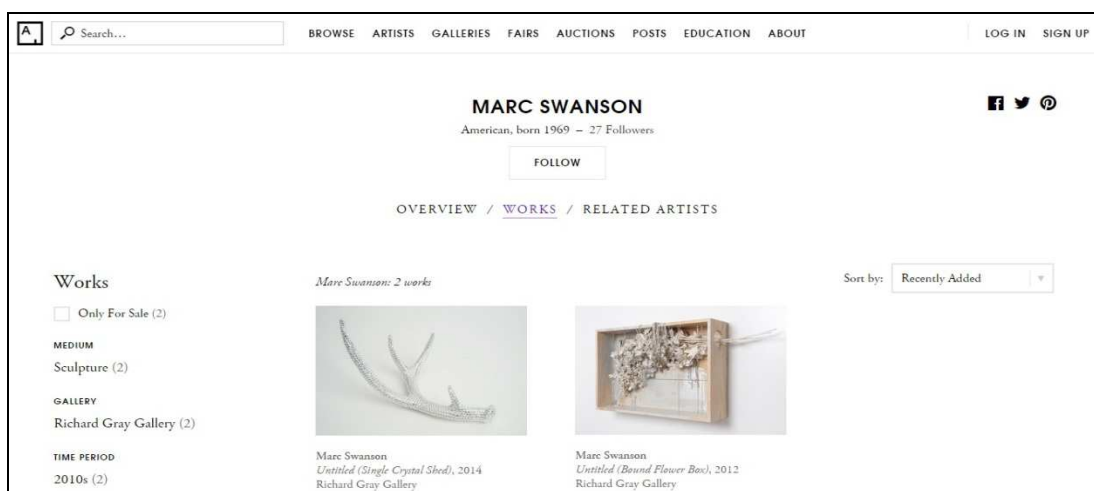 A
Search...
BROWSE ARTISTS GALLERIES FAIRS AUCTIONS POSTS EDUCATION ABOUT
LOG IN SIGN UP
MARC SWANSON
American, born 1969 – 27 Followers
FOLLOW
OVERVIEW / WORKS / RELATED ARTISTS
Works
Only For Sale (2)
MEDIUM
Sculpture (2)
GALLERY
Richard Gray Gallery (2)
TIME PERIOD
2010s (2)
Marc Swanson: 2 works
Sort by: Recently Added
Marc Swanson
Untitled (Single Crystal Shed), 2014
Richard Gray Gallery
Marc Swanson
Untitled (Bound Flower Box), 2012
Richard Gray Gallery